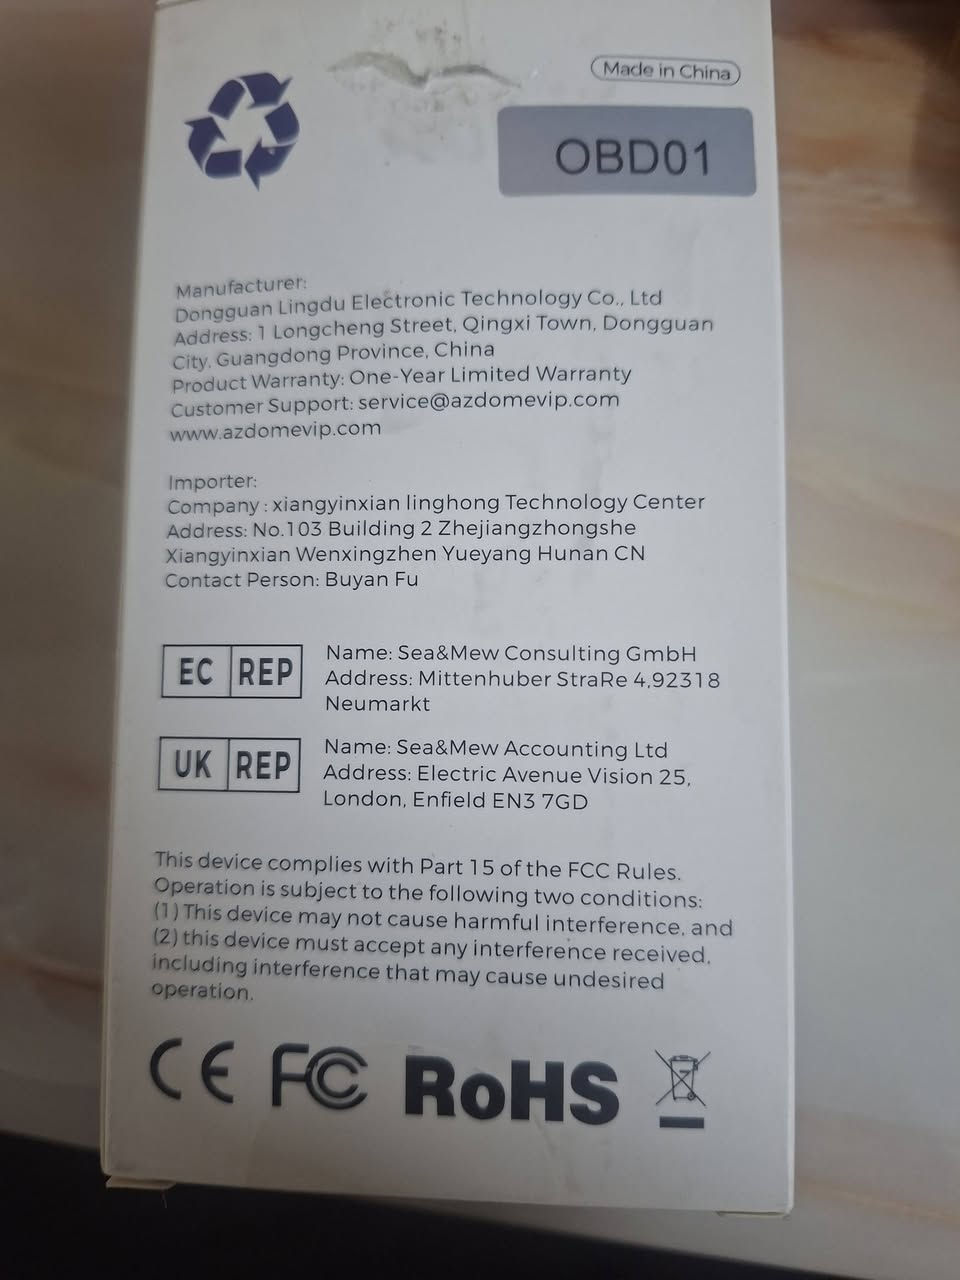 Made in China
OBD01
Manufacturer:
Dongguan Lingdu Electronic Technology Co., Ltd
Address: 1 Longcheng Street, Qingxi Town, Dongguan
City, Guangdong Province, China
Product Warranty: One-Year Limited Warranty
Customer Support: service@azdomevip.com
www.azdomevip.com
Importer:
Company : xiangyinxian linghong Technology Center
Address: No.103 Building 2 Zhejiangzhongshe
Xiangyinxian Wenxingzhen Yueyang Hunan CN
Contact Person: Buyan Fu
EC REP
Name: Sea&Mew Consulting GmbH
Address: Mittenhuber StraRe 4,92318
Neumarkt
UK REP
Name: Sea&Mew Accounting Ltd
Address: Electric Avenue Vision 25,
London, Enfield EN3 7GD
This device complies with Part 15 of the FCC Rules.
Operation is subject to the following two conditions:
(1) This device may not cause harmful interference, and
(2) this device must accept any interference received,
including interference that may cause undesired
operation.
CE FC RoHS